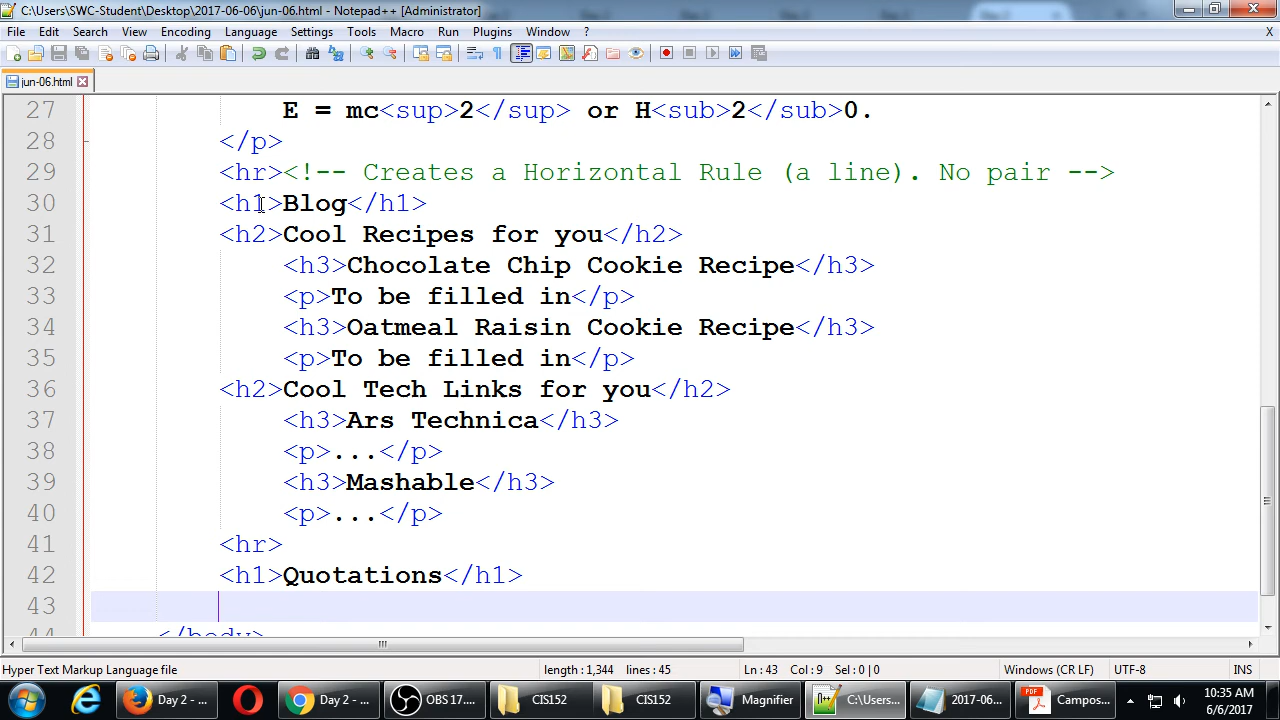 C:\Users\SWC-Student\Desktop\2017-06-06\jun-06.html - Notepad++ [Administrator]
File Edit Search View Encoding Language Settings Tools Macro Run Plugins Window ? X
jun-06.html
27 E = mc<sup>2</sup> or H<sub>2</sub>0.
28 </p>
29 <hr><!-- Creates a Horizontal Rule (a line). No pair -->
30 <h1>Blog</h1>
31 <h2>Cool Recipes for you</h2>
32 <h3>Chocolate Chip Cookie Recipe</h3>
33 <p>To be filled in</p>
34 <h3>Oatmeal Raisin Cookie Recipe</h3>
35 <p>To be filled in</p>
36 <h2>Cool Tech Links for you</h2>
37 <h3>Ars Technica</h3>
38 <p>...</p>
39 <h3>Mashable</h3>
40 <p>...</p>
41 <hr>
42 <h1>Quotations</h1>
43
44 </body>
Hyper Text Markup Language file length : 1,344 lines : 45 Ln : 43 Col : 9 Sel : 0 | 0 Windows (CR LF) UTF-8 INS
Day 2 - ... Day 2 - ... OBS 17.... CIS152 CIS152 Magnifier C:\Users... 2017-06... PDF Campos... 10:35 AM
6/6/2017